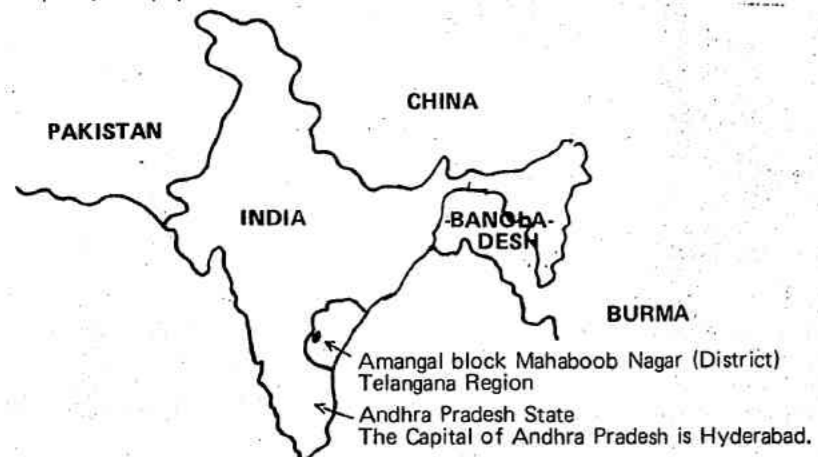 CHINA
PAKISTAN
INDIA
-BANGLA-
DESH
BURMA
Amangal block Mahaboob Nagar (District)
Telangana Region
Andhra Pradesh State
The Capital of Andhra Pradesh is Hyderabad.